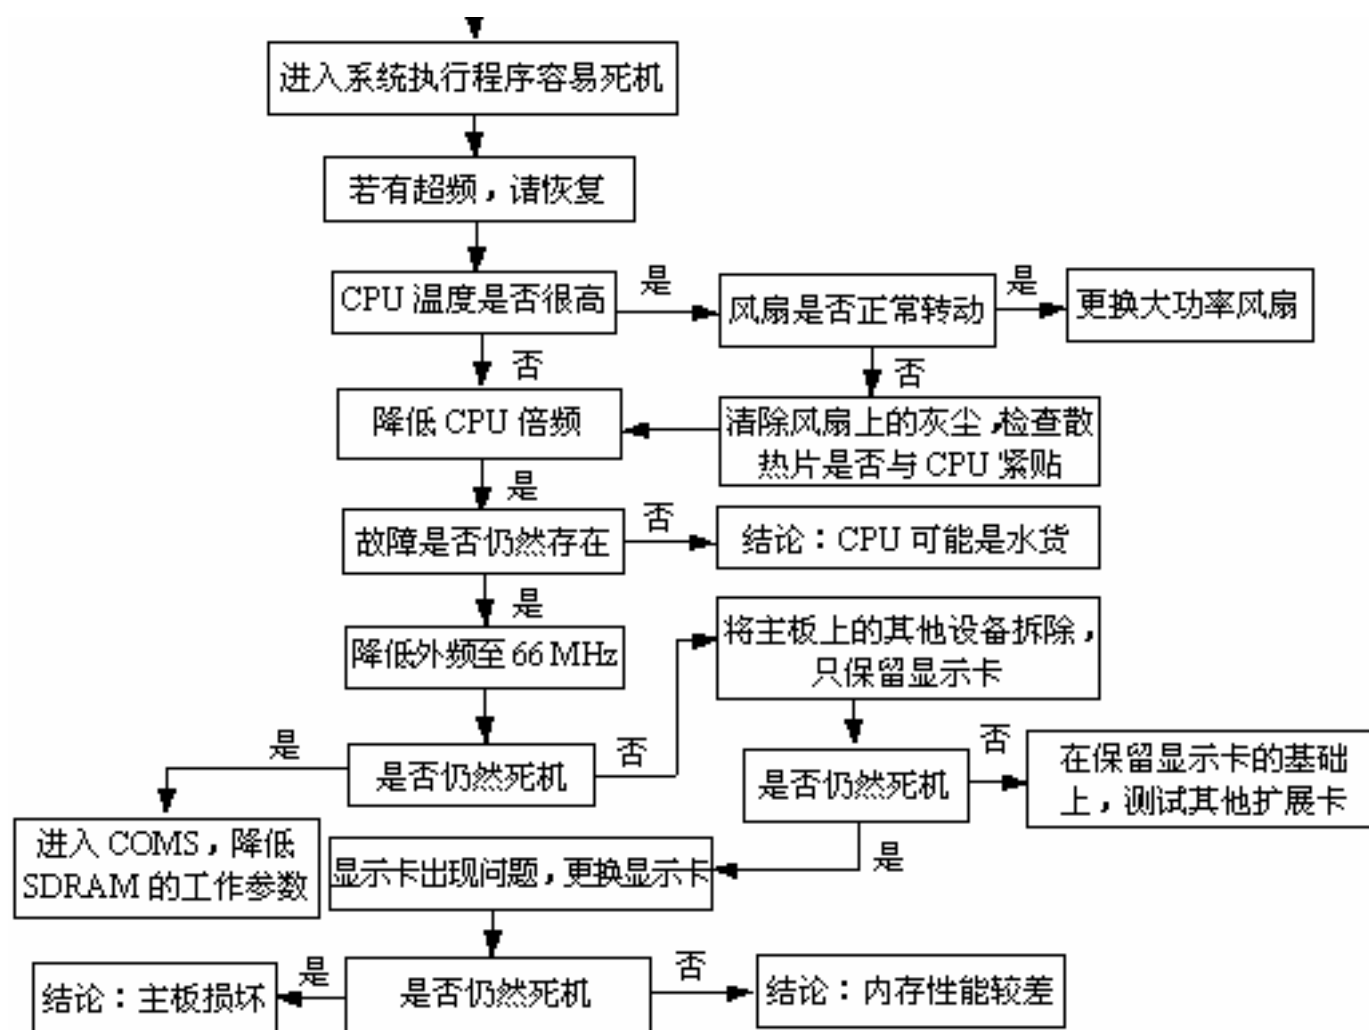 进入系统执行程序容易死机
若有超频，请恢复
CPU 温度是否很高
是
风扇是否正常转动
是
更换大功率风扇
否
否
降低 CPU 倍频
清除风扇上的灰尘，检查散
热片是否与 CPU 紧贴
是
故障是否仍然存在
否
结论：CPU 可能是水货
是
降低外频至 66 MHz
将主板上的其他设备拆除，
只保留显示卡
是
是否仍然死机
否
是否仍然死机
否
在保留显示卡的基础
上，测试其他扩展卡
进入 COMS，降低
SDRAM 的工作参数
是
显示卡出现问题，更换显示卡
结论：主板损坏
是
是否仍然死机
否
结论：内存性能较差